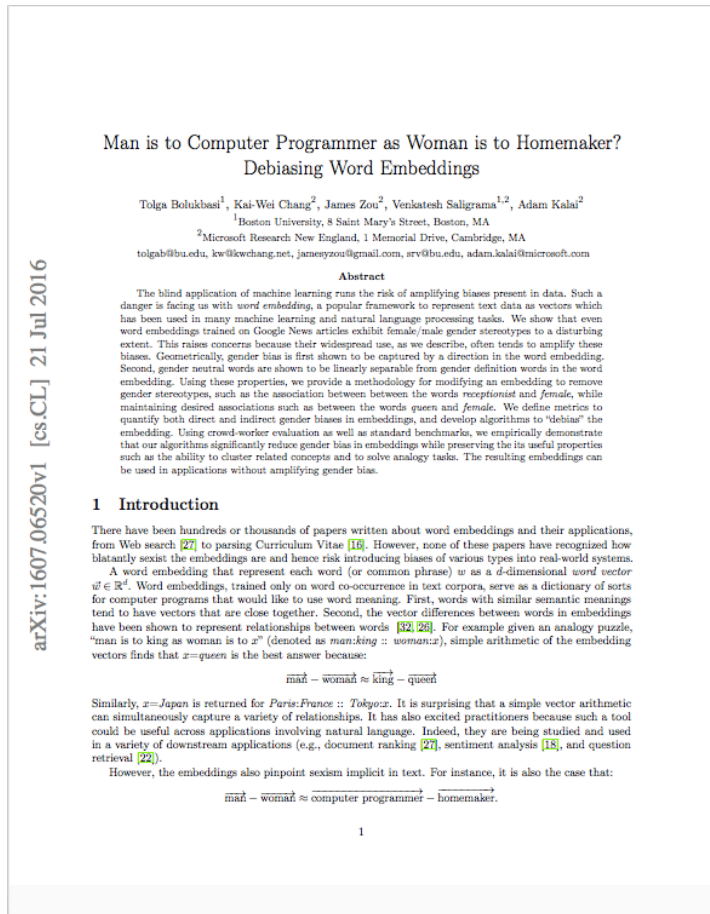 Man is to Computer Programmer as Woman is to Homemaker?
Debiasing Word Embeddings
Tolga Bolukbasi1, Kai-Wei Chang2, James Zou2, Venkatesh Saligrama1,2, Adam Kalai2
1Boston University, 8 Saint Mary's Street, Boston, MA
2Microsoft Research New England, 1 Memorial Drive, Cambridge, MA
tolgab@bu.edu, kw@kwchang.net, jamesyzou@gmail.com, srv@bu.edu, adam.kalai@microsoft.com
Abstract
The blind application of machine learning runs the risk of amplifying biases present in data. Such a
danger is facing us with word embedding, a popular framework to represent text data as vectors which
has been used in many machine learning and natural language processing tasks. We show that even
word embeddings trained on Google News articles exhibit female/male gender stereotypes to a disturbing
extent. This raises concerns because their widespread use, as we describe, often tends to amplify these
biases. Geometrically, gender bias is first shown to be captured by a direction in the word embedding.
Second, gender neutral words are shown to be linearly separable from gender definition words in the word
embedding. Using these properties, we provide a methodology for modifying an embedding to remove
gender stereotypes, such as the association between between the words receptionist and female, while
maintaining desired associations such as between the words queen and female. We define metrics to
quantify both direct and indirect gender biases in embeddings, and develop algorithms to "debias" the
embedding. Using crowd-worker evaluation as well as standard benchmarks, we empirically demonstrate
that our algorithms significantly reduce gender bias in embeddings while preserving the its useful properties
such as the ability to cluster related concepts and to solve analogy tasks. The resulting embeddings can
be used in applications without amplifying gender bias.
arXiv:1607.06520v1 [cs.CL] 21 Jul 2016
1 Introduction
There have been hundreds or thousands of papers written about word embeddings and their applications,
from Web search [27] to parsing Curriculum Vitae [16]. However, none of these papers have recognized how
blatantly sexist the embeddings are and hence risk introducing biases of various types into real-world systems.
A word embedding that represent each word (or common phrase) w as a d-dimensional word vector
w⃗ ∈ ℝᵈ. Word embeddings, trained only on word co-occurrence in text corpora, serve as a dictionary of sorts
for computer programs that would like to use word meaning. First, words with similar semantic meanings
tend to have vectors that are close together. Second, the vector differences between words in embeddings
have been shown to represent relationships between words [32, 26]. For example given an analogy puzzle,
"man is to king as woman is to x" (denoted as man:king :: woman:x), simple arithmetic of the embedding
vectors finds that x=queen is the best answer because:
man − woman ≈ king − queen
Similarly, x=Japan is returned for Paris:France :: Tokyo:x. It is surprising that a simple vector arithmetic
can simultaneously capture a variety of relationships. It has also excited practitioners because such a tool
could be useful across applications involving natural language. Indeed, they are being studied and used
in a variety of downstream applications (e.g., document ranking [27], sentiment analysis [18], and question
retrieval [22]).
However, the embeddings also pinpoint sexism implicit in text. For instance, it is also the case that:
man − woman ≈ computer programmer − homemaker.
1